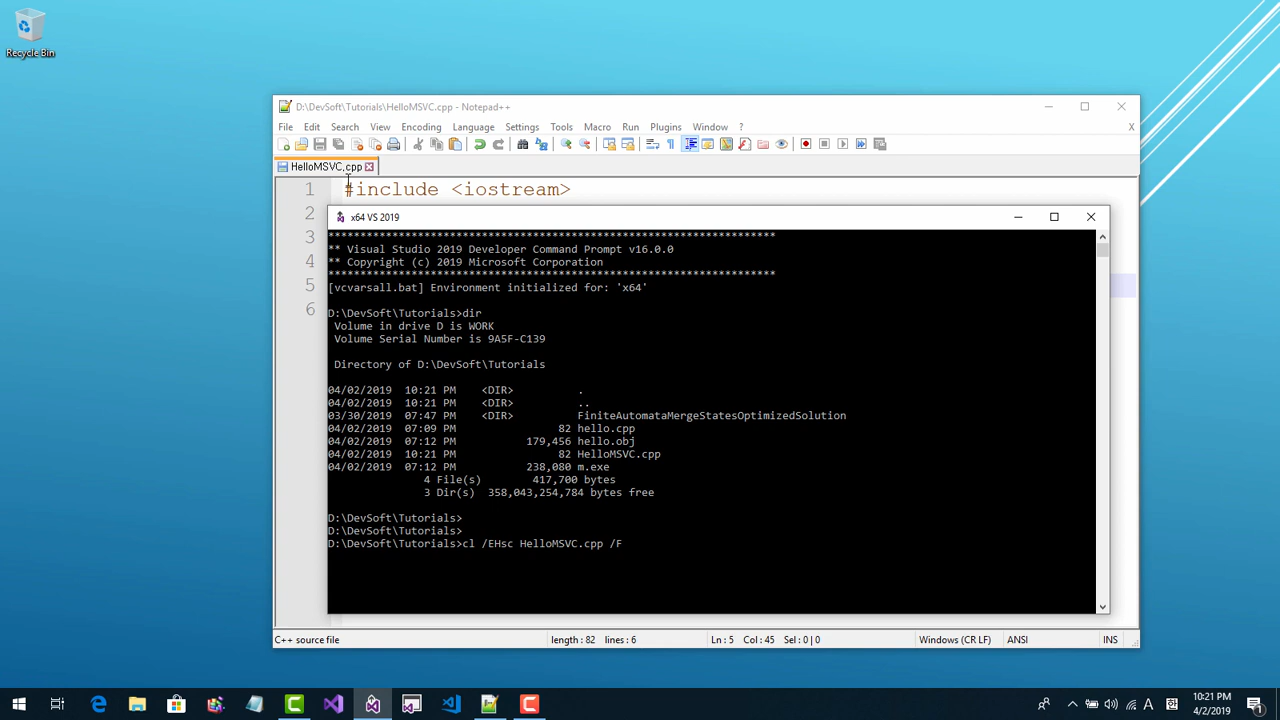 Recycle Bin
D:\DevSoft\Tutorials\HelloMSVC.cpp - Notepad++
File Edit Search View Encoding Language Settings Tools Macro Run Plugins Window ? X
HelloMSVC.cpp
1 #include <iostream>
2
3
4
5
6
x64 VS 2019
**********************************************************************
** Visual Studio 2019 Developer Command Prompt v16.0.0
** Copyright (c) 2019 Microsoft Corporation
**********************************************************************
[vcvarsall.bat] Environment initialized for: 'x64'
D:\DevSoft\Tutorials>dir
Volume in drive D is WORK
Volume Serial Number is 9A5F-C139
Directory of D:\DevSoft\Tutorials
04/02/2019 10:21 PM <DIR> .
04/02/2019 10:21 PM <DIR> ..
03/30/2019 07:47 PM <DIR> FiniteAutomataMergeStatesOptimizedSolution
04/02/2019 07:09 PM 82 hello.cpp
04/02/2019 07:12 PM 179,456 hello.obj
04/02/2019 10:21 PM 82 HelloMSVC.cpp
04/02/2019 07:12 PM 238,080 m.exe
4 File(s) 417,700 bytes
3 Dir(s) 358,043,254,784 bytes free
D:\DevSoft\Tutorials>
D:\DevSoft\Tutorials>
D:\DevSoft\Tutorials>cl /EHsc HelloMSVC.cpp /F
C++ source file length : 82 lines : 6 Ln : 5 Col : 45 Sel : 0 | 0 Windows (CR LF) ANSI INS
A 10:21 PM
4/2/2019